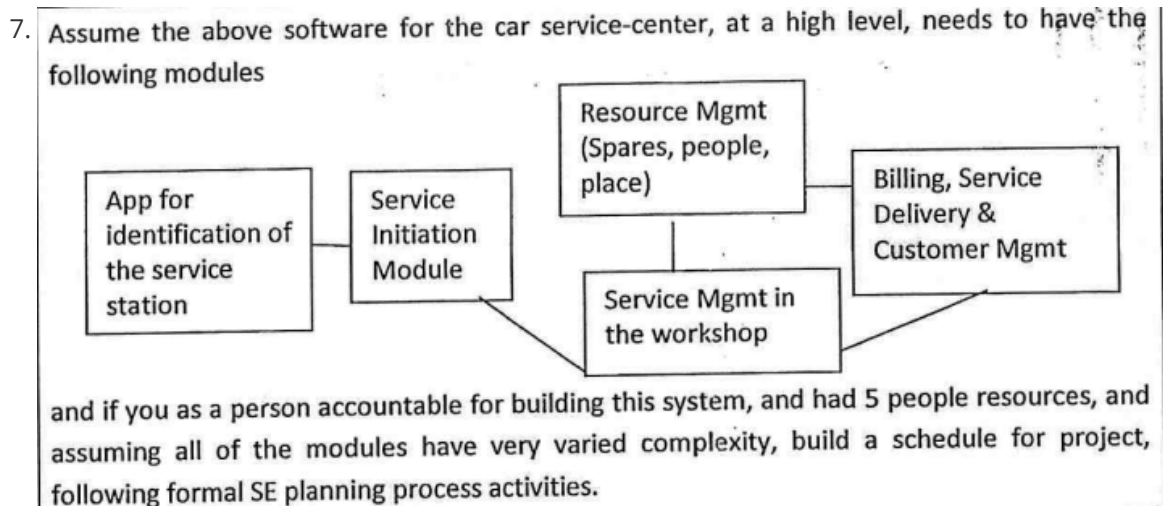 7. Assume the above software for the car service-center, at a high level, needs to have the
following modules
Resource Mgmt
(Spares, people,
place)
App for
identification of
the service
station
Service
Initiation
Module
Billing, Service
Delivery &
Customer Mgmt
Service Mgmt in
the workshop
and if you as a person accountable for building this system, and had 5 people resources, and
assuming all of the modules have very varied complexity, build a schedule for project,
following formal SE planning process activities.